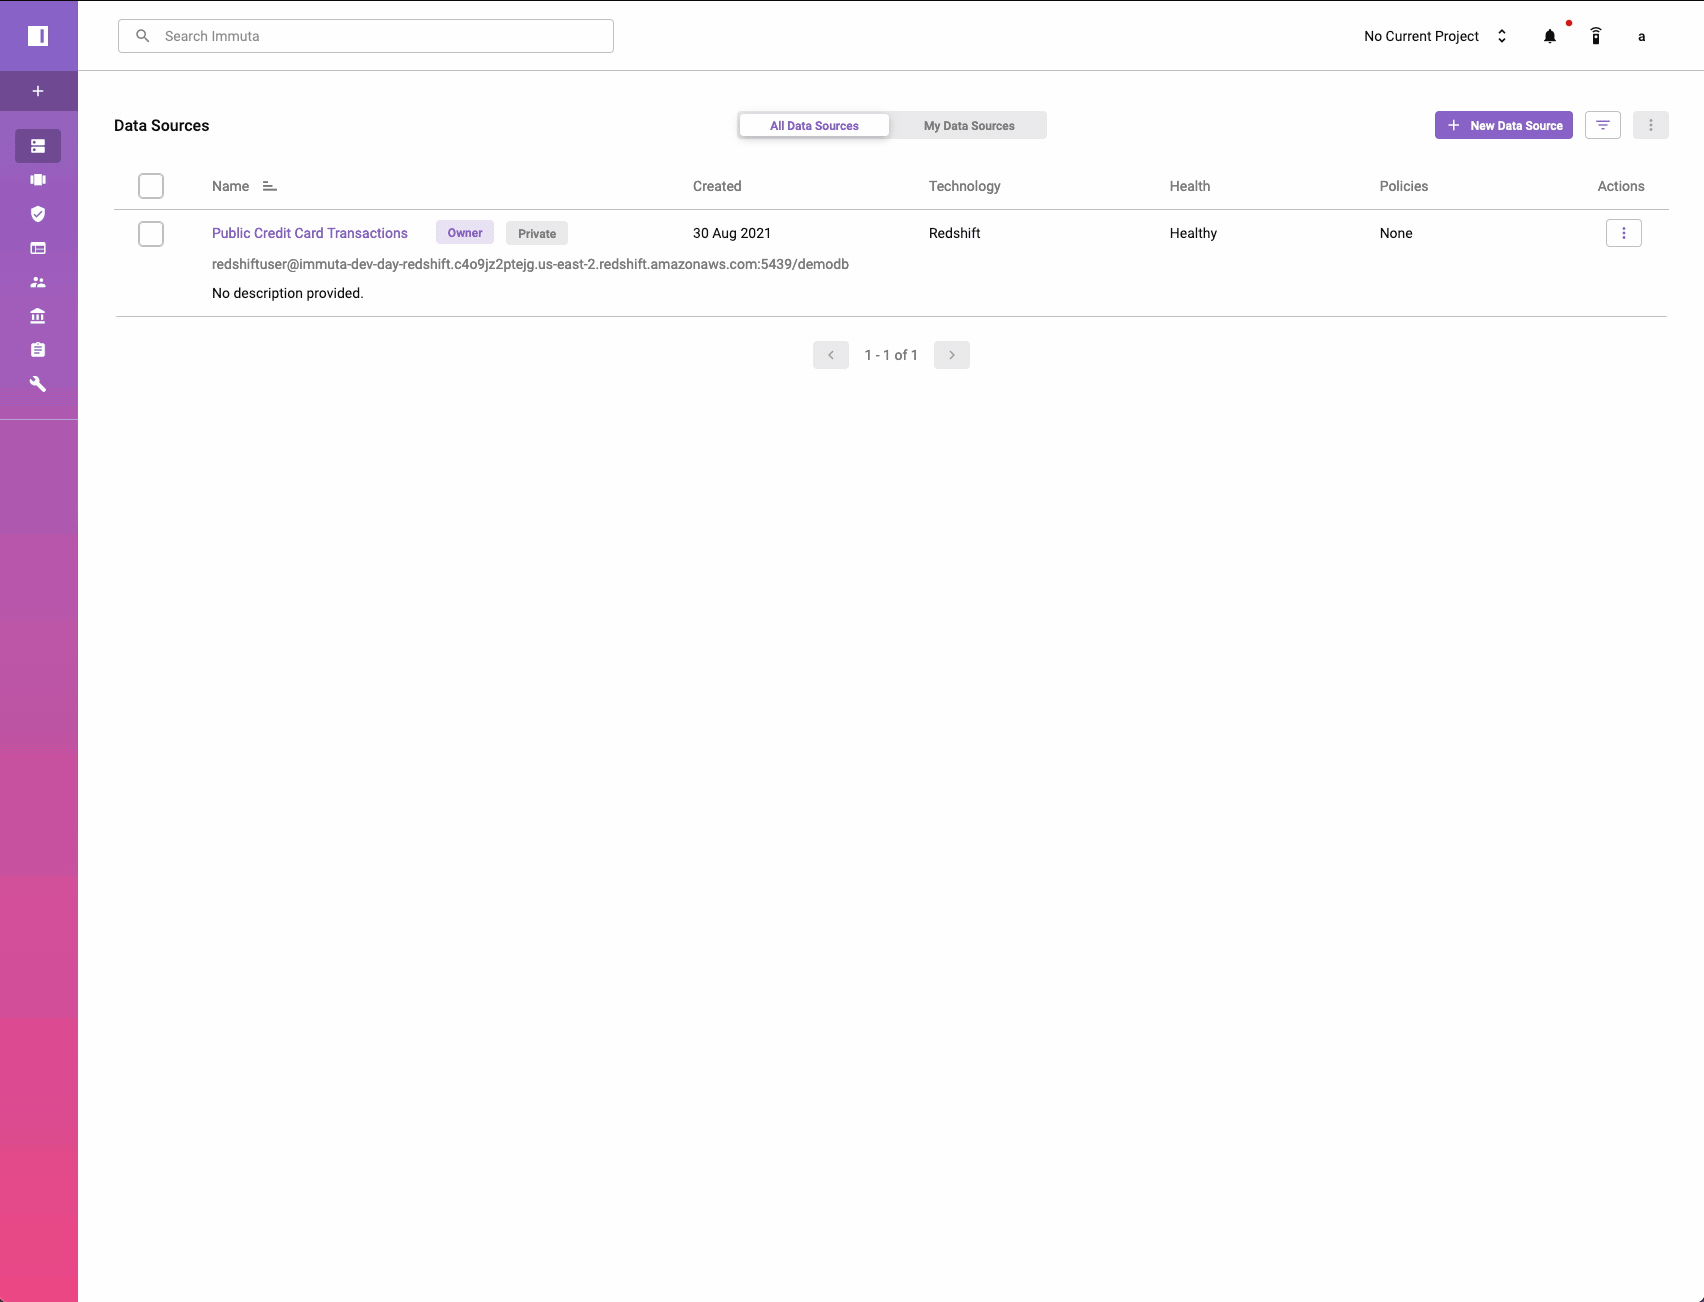 Search Immuta
No Current Project
a
Data Sources
All Data Sources
My Data Sources
New Data Source
Name Created Technology Health Policies Actions
Public Credit Card Transactions Owner Private 30 Aug 2021 Redshift Healthy None
redshiftuser@immuta-dev-day-redshift.c4o9jz2ptejg.us-east-2.redshift.amazonaws.com:5439/demodb
No description provided.
1 - 1 of 1